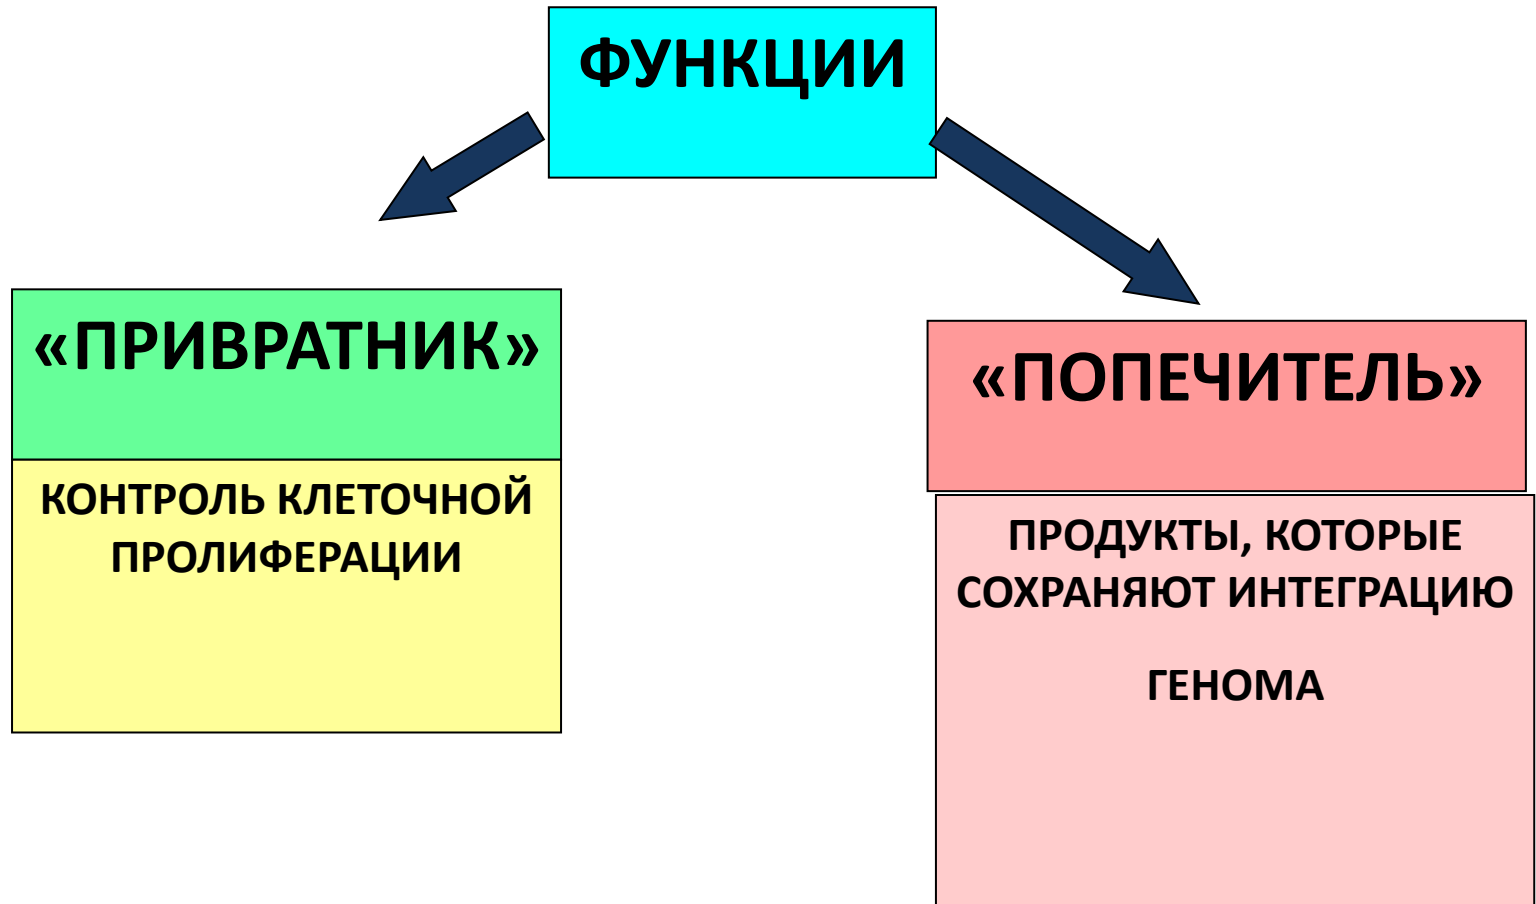 ФУНКЦИИ
«ПРИВРАТНИК»
КОНТРОЛЬ КЛЕТОЧНОЙ
ПРОЛИФЕРАЦИИ
«ПОПЕЧИТЕЛЬ»
ПРОДУКТЫ, КОТОРЫЕ
СОХРАНЯЮТ ИНТЕГРАЦИЮ
ГЕНОМА